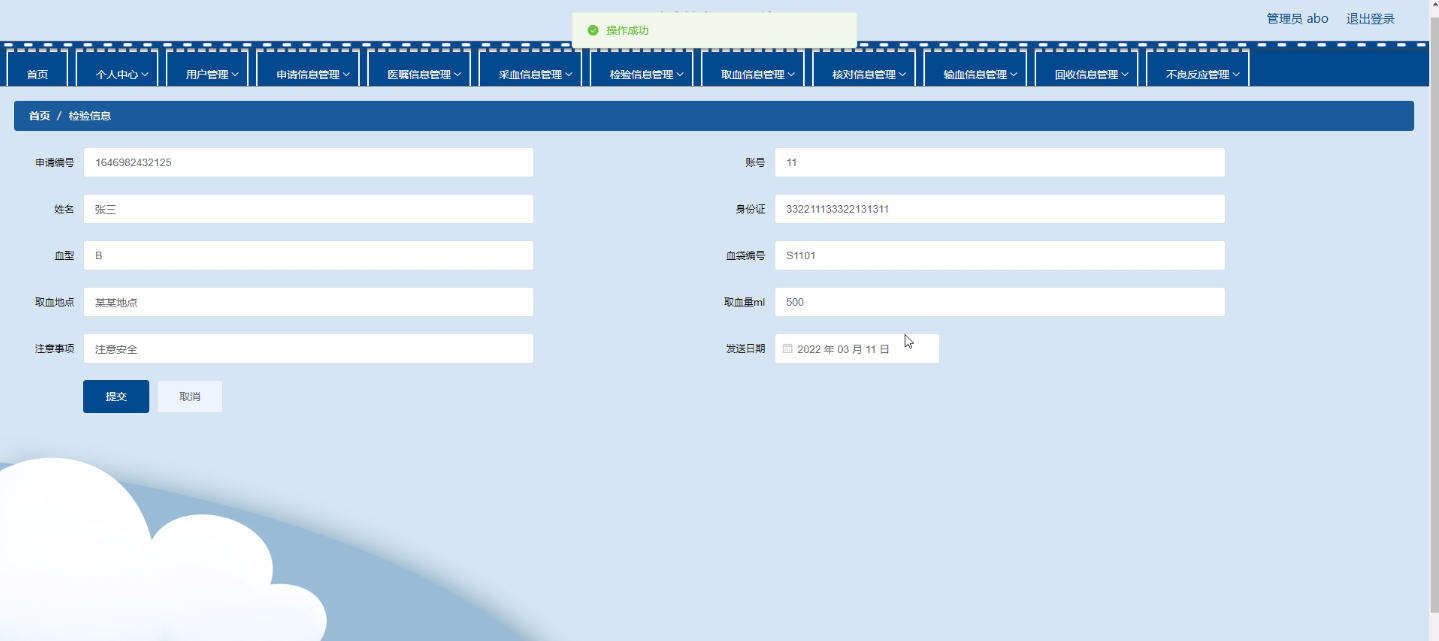 操作成功
管理员 abo 退出登录
首页 个人中心 用户管理 申请信息管理 医嘱信息管理 采血信息管理 检验信息管理 取血信息管理 核对信息管理 输血信息管理 回收信息管理 不良反应管理
首页 / 检验信息
申请编号 1646982432125 账号 11
姓名 张三 身份证 332211133322131311
血型 B 血袋编号 S1101
取血地点 某某地点 取血量ml 500
注意事项 注意安全 发送日期 2022 年 03 月 11 日
提交 取消